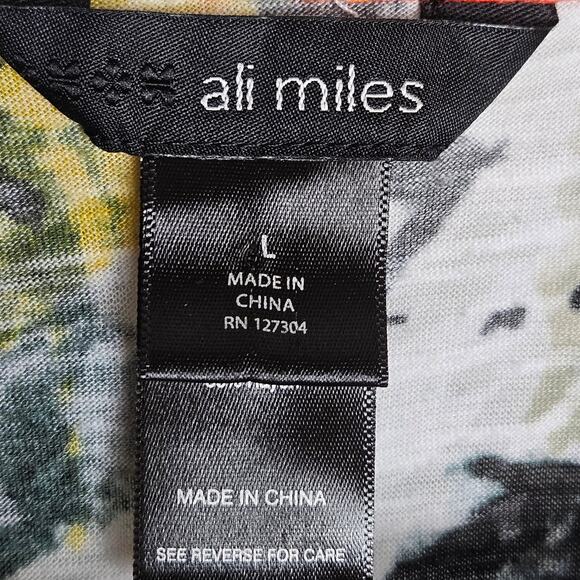 ali miles
L
MADE IN
CHINA
RN 127304
MADE IN CHINA
SEE REVERSE FOR CARE